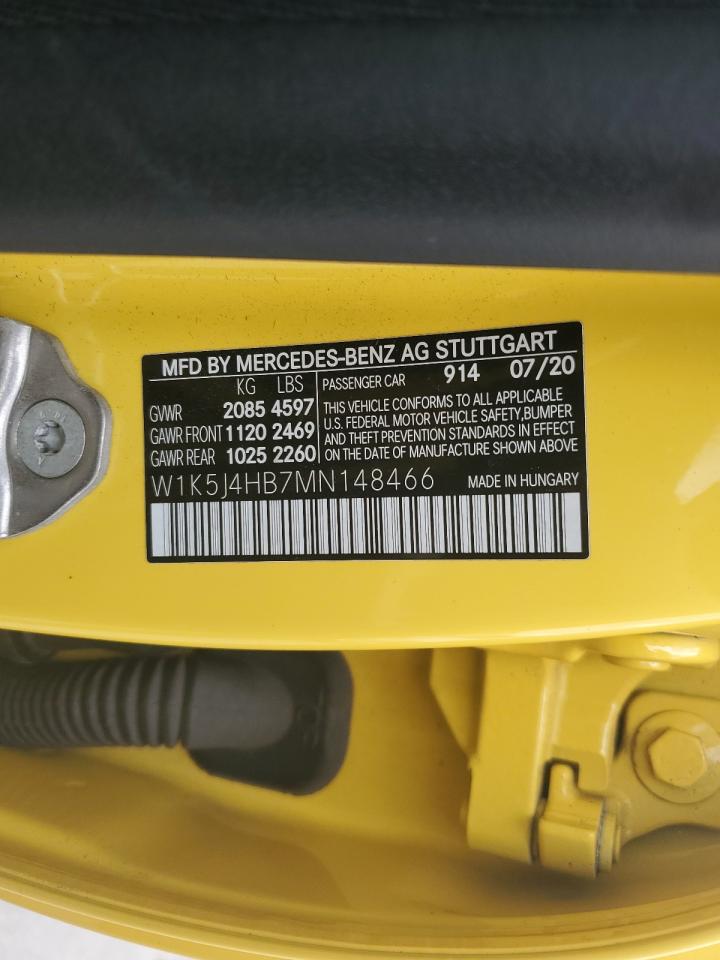 MFD BY MERCEDES-BENZ AG STUTTGART
KG LBS
GVWR 2085 4597
GAWR FRONT 1120 2469
GAWR REAR 1025 2260
PASSENGER CAR 914 07/20
THIS VEHICLE CONFORMS TO ALL APPLICABLE
U.S. FEDERAL MOTOR VEHICLE SAFETY,BUMPER
AND THEFT PREVENTION STANDARDS IN EFFECT
ON THE DATE OF MANUFACTURE SHOWN ABOVE
W1K5J4HB7MN148466 MADE IN HUNGARY